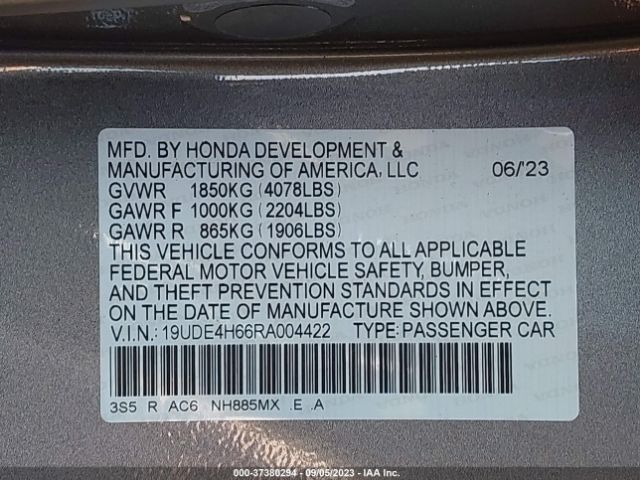 MFD. BY HONDA DEVELOPMENT &
MANUFACTURING OF AMERICA, LLC 06/'23
GVWR 1850KG (4078LBS)
GAWR F 1000KG (2204LBS)
GAWR R 865KG (1906LBS)
THIS VEHICLE CONFORMS TO ALL APPLICABLE
FEDERAL MOTOR VEHICLE SAFETY, BUMPER,
AND THEFT PREVENTION STANDARDS IN EFFECT
ON THE DATE OF MANUFACTURE SHOWN ABOVE.
V.I.N.: 19UDE4H66RA004422 TYPE: PASSENGER CAR
3S5 R AC6 NH885MX .E .A
000-37380294 - 09/05/2023 - IAA Inc.